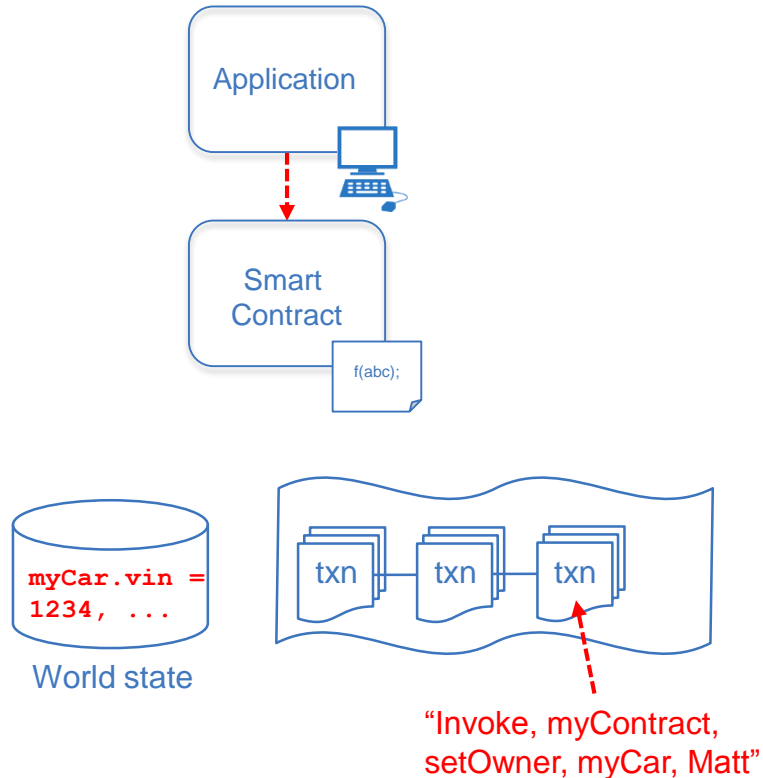 Application
Smart
Contract
f(abc);
myCar.vin =
1234, ...
World state
txn
txn
txn
“Invoke, myContract,
setOwner, myCar, Matt”